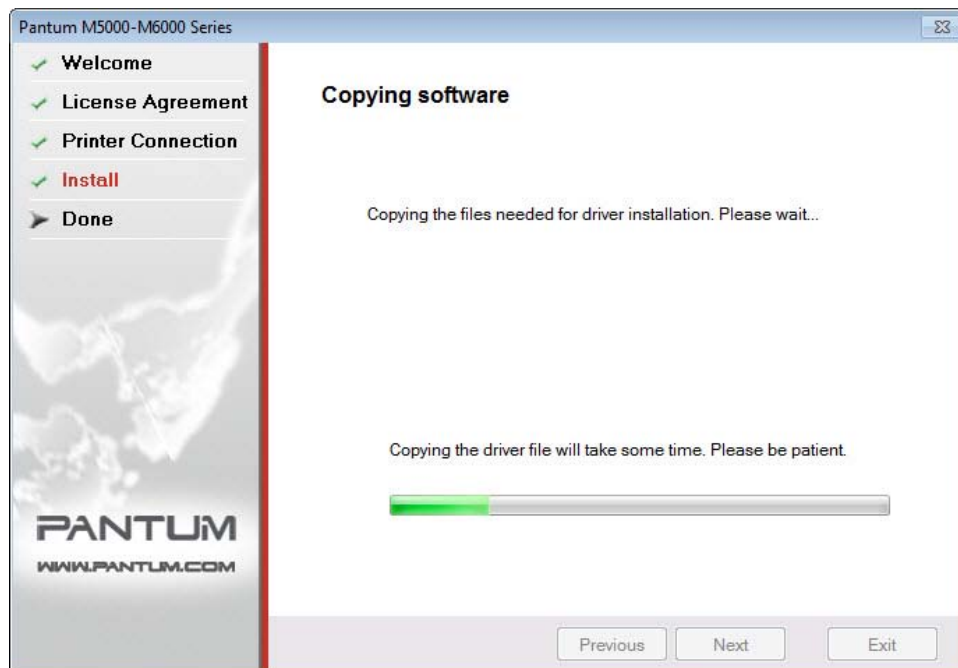 Pantum M5000-M6000 Series
Welcome
License Agreement
Printer Connection
Install
Done
PANTUM
WWW.PANTUM.COM
Copying software
Copying the files needed for driver installation. Please wait...
Copying the driver file will take some time. Please be patient.
Previous
Next
Exit